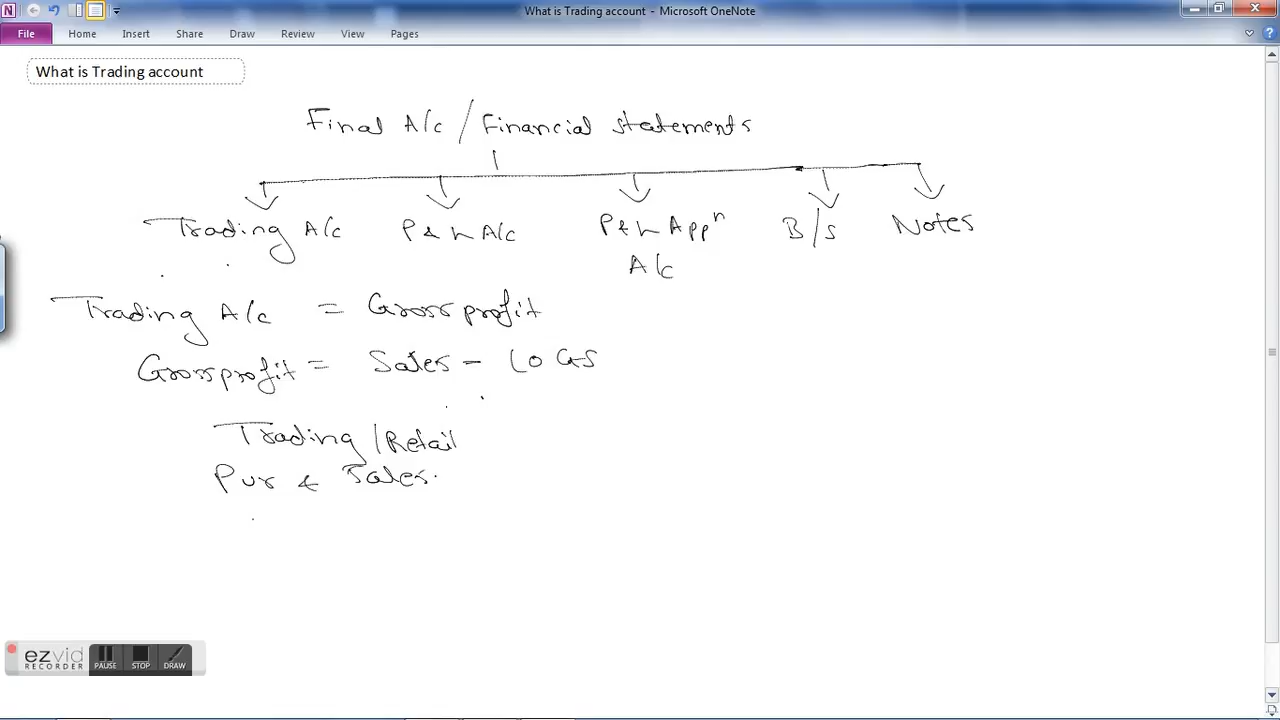 What is Trading account - Microsoft OneNote
File Home Insert Share Draw Review View Pages
What is Trading account
Final A/c / Financial statements
Trading A/c P & L A/c P & L Appⁿ B/S Notes
A/c
Trading A/c = Gross profit
Gross profit = Sales - COGS
Trading / Retail
Pur & Sales.
ezvid
RECORDER
PAUSE STOP DRAW